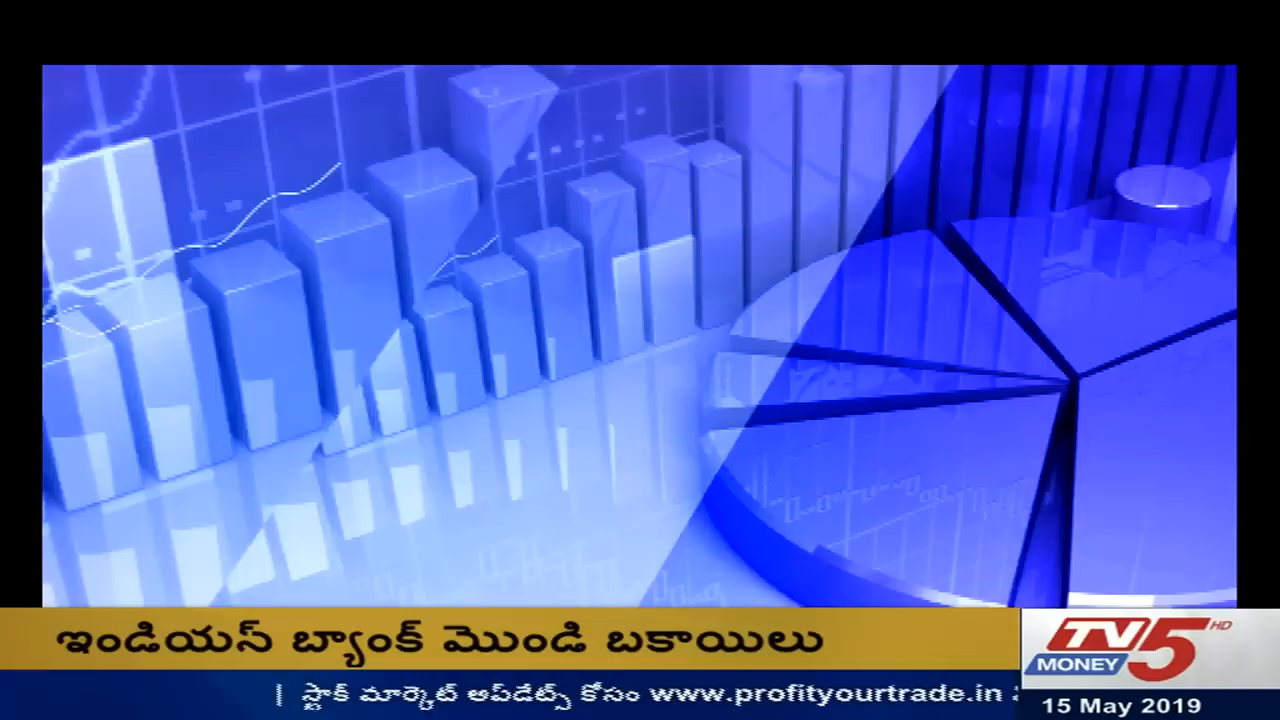 ఇండియన్ బ్యాంక్ మొండి బకాయిలు
| స్టాక్ మార్కెట్ అప్‌డేట్స్ కోసం www.profityourtrade.in
TV5 HD
MONEY
15 May 2019